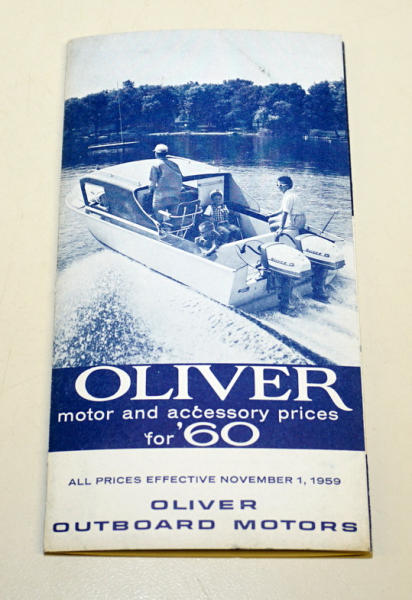 OLIVER
motor and accessory prices
for '60
ALL PRICES EFFECTIVE NOVEMBER 1, 1959
OLIVER
OUTBOARD MOTORS